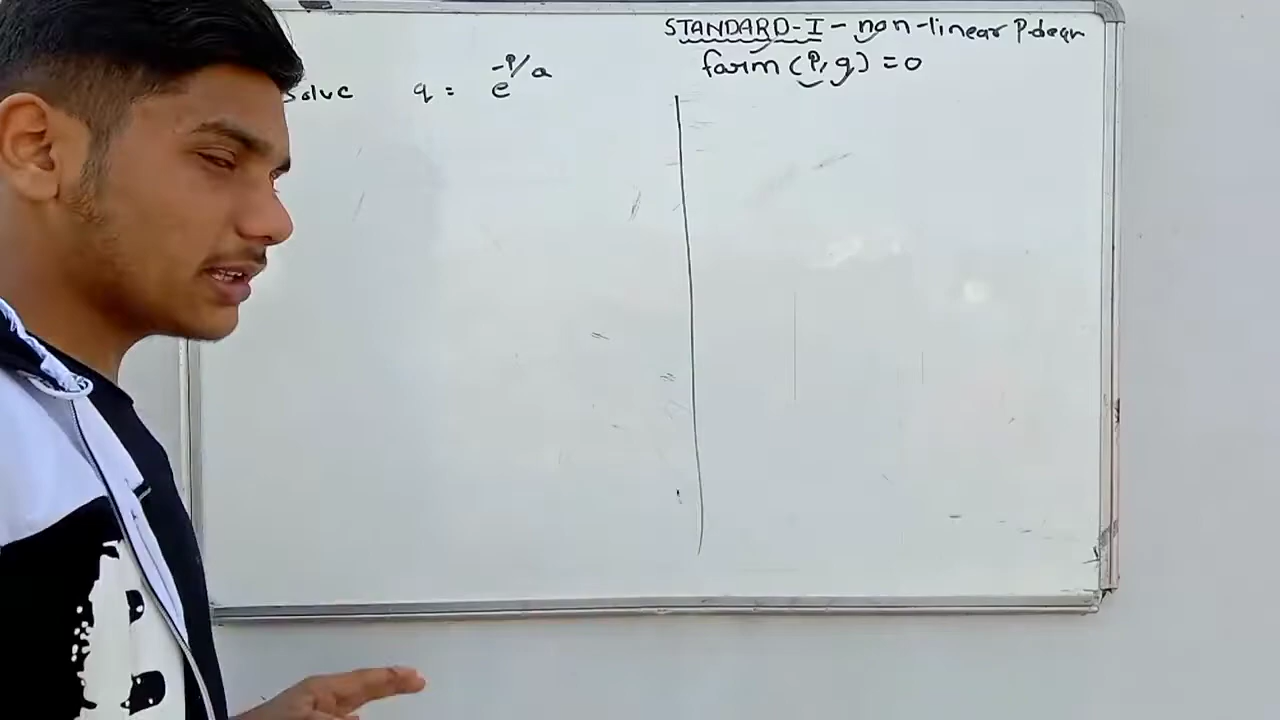 STANDARD-I - non-linear P.deqn
form (P, q) = 0
Solve q = e^{-P/a}